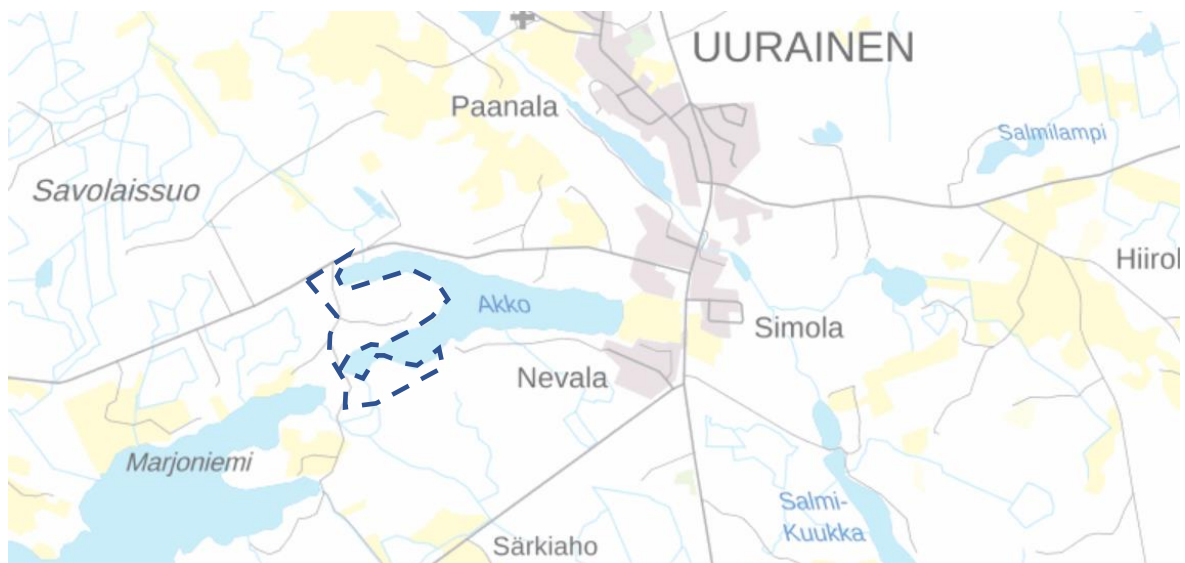 UURAINEN
Paanala
Salmilampi
Savolaissuo
Hiirol
Akko
Simola
Nevala
Marjoniemi
Salmi-
Kuukka
Särkiaho